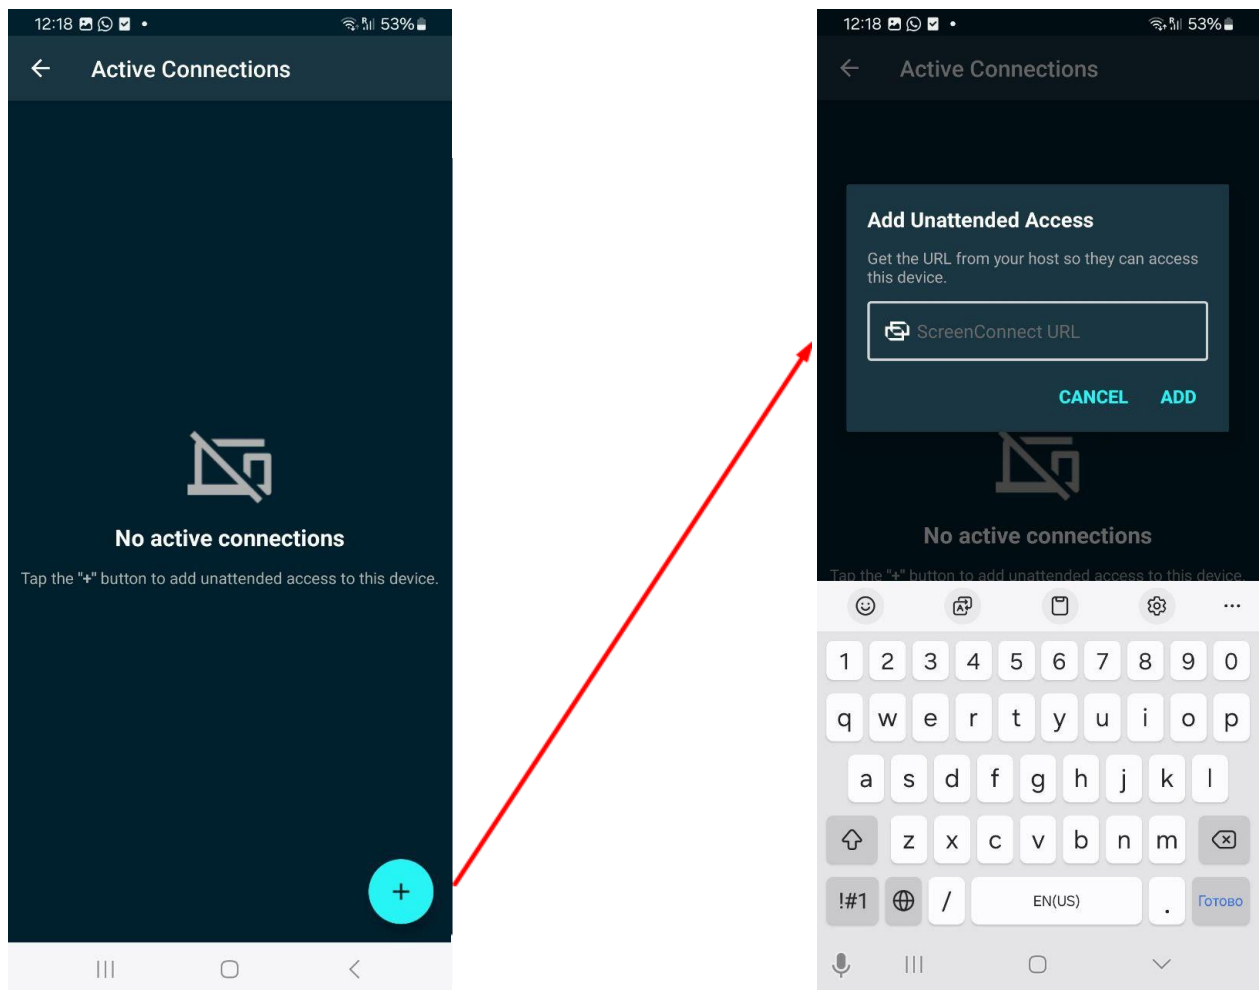 12:18
53%
Active Connections
No active connections
Tap the "+" button to add unattended access to this device.
+
12:18
53%
Active Connections
Add Unattended Access
Get the URL from your host so they can access
this device.
ScreenConnect URL
CANCEL ADD
No active connections
Tap the "+" button to add unattended access to this device.
1 2 3 4 5 6 7 8 9 0
q w e r t y u i o p
a s d f g h j k l
z x c v b n m
!#1 / EN(US) . Готово